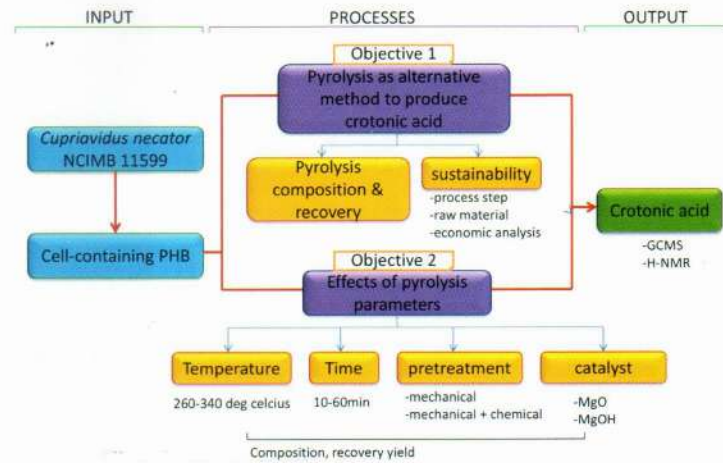 INPUT
PROCESSES
OUTPUT
Objective 1
Pyrolysis as alternative
method to produce
crotonic acid
Cupriavidus necator
NCIMB 11599
Pyrolysis
composition &
recovery
sustainability
-process step
-raw material
-economic analysis
Crotonic acid
-GCMS
-H-NMR
Cell-containing PHB
Objective 2
Effects of pyrolysis
parameters
Temperature
260-340 deg celcius
Time
10-60min
pretreatment
-mechanical
-mechanical + chemical
catalyst
-MgO
-MgOH
Composition, recovery yield